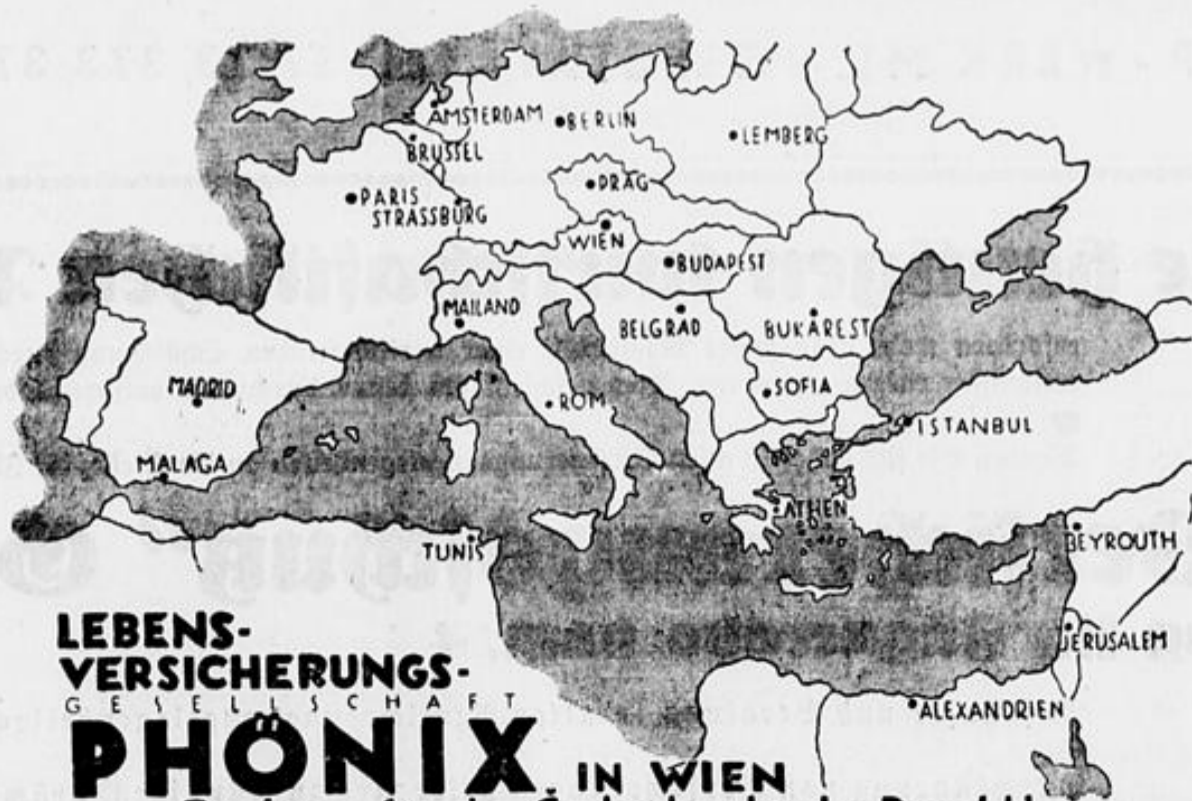 AMSTERDAM
BERLIN
LEMBERG
BRÜSSEL
PRAG
PARIS
STRASSBURG
WIEN
BUDAPEST
MAILAND
BELGRAD
BUKAREST
MADRID
ROM
SOFIA
ISTANBUL
MALAGA
ATHEN
TUNIS
BEYROUTH
JERUSALEM
ALEXANDRIEN
LEBENS-
VERSICHERUNGS-
GESELLSCHAFT
PHÖNIX IN WIEN